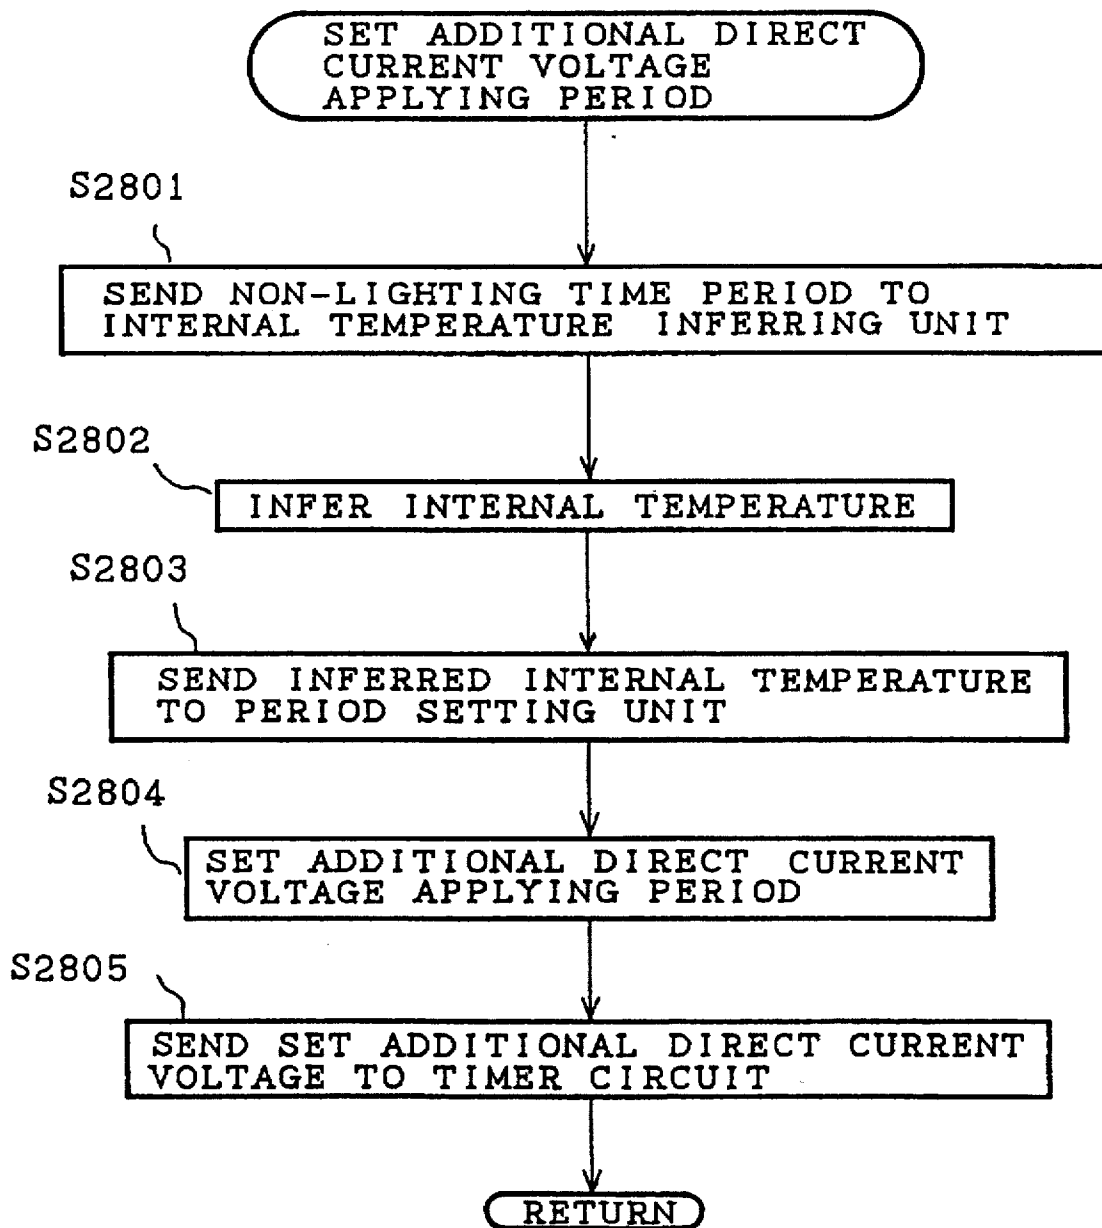 SET ADDITIONAL DIRECT
CURRENT VOLTAGE
APPLYING PERIOD
S2801
SEND NON-LIGHTING TIME PERIOD TO
INTERNAL TEMPERATURE INFERRING UNIT
S2802
INFER INTERNAL TEMPERATURE
S2803
SEND INFERRED INTERNAL TEMPERATURE
TO PERIOD SETTING UNIT
S2804
SET ADDITIONAL DIRECT CURRENT
VOLTAGE APPLYING PERIOD
S2805
SEND SET ADDITIONAL DIRECT CURRENT
VOLTAGE TO TIMER CIRCUIT
RETURN